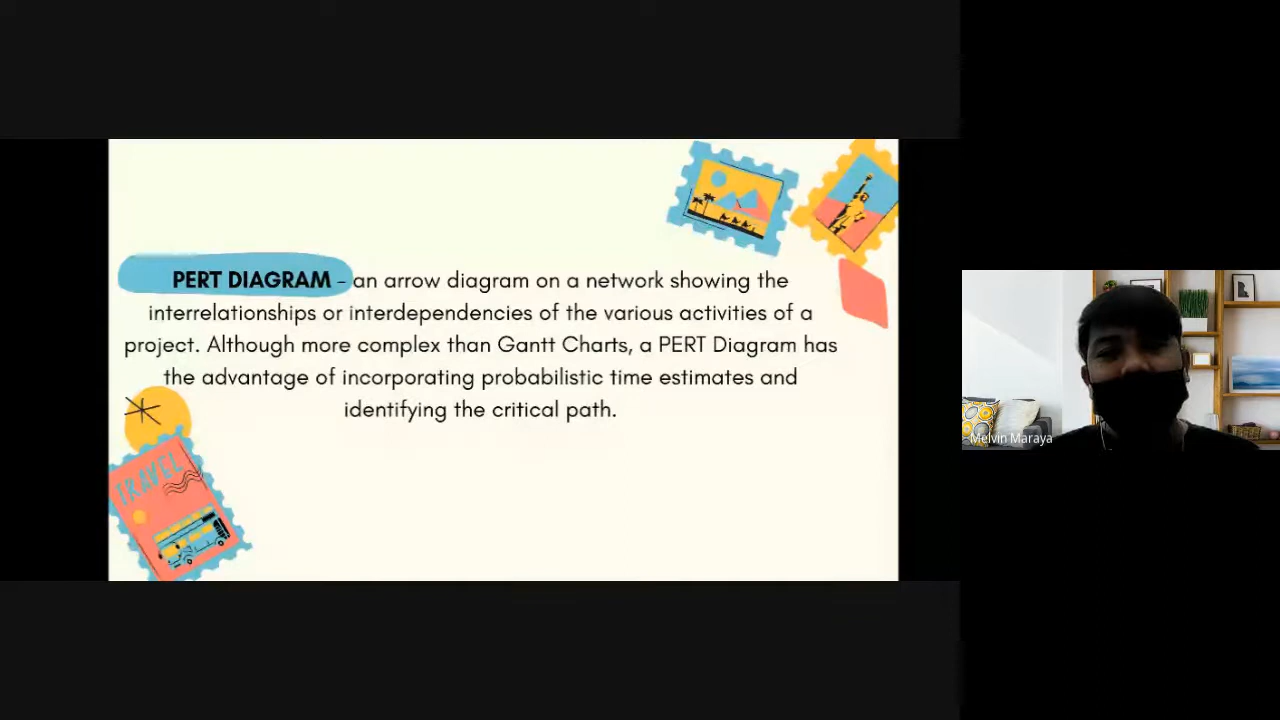 PERT DIAGRAM - an arrow diagram on a network showing the
interrelationships or interdependencies of the various activities of a
project. Although more complex than Gantt Charts, a PERT Diagram has
the advantage of incorporating probabilistic time estimates and
identifying the critical path.
TRAVEL
Melvin Maraya